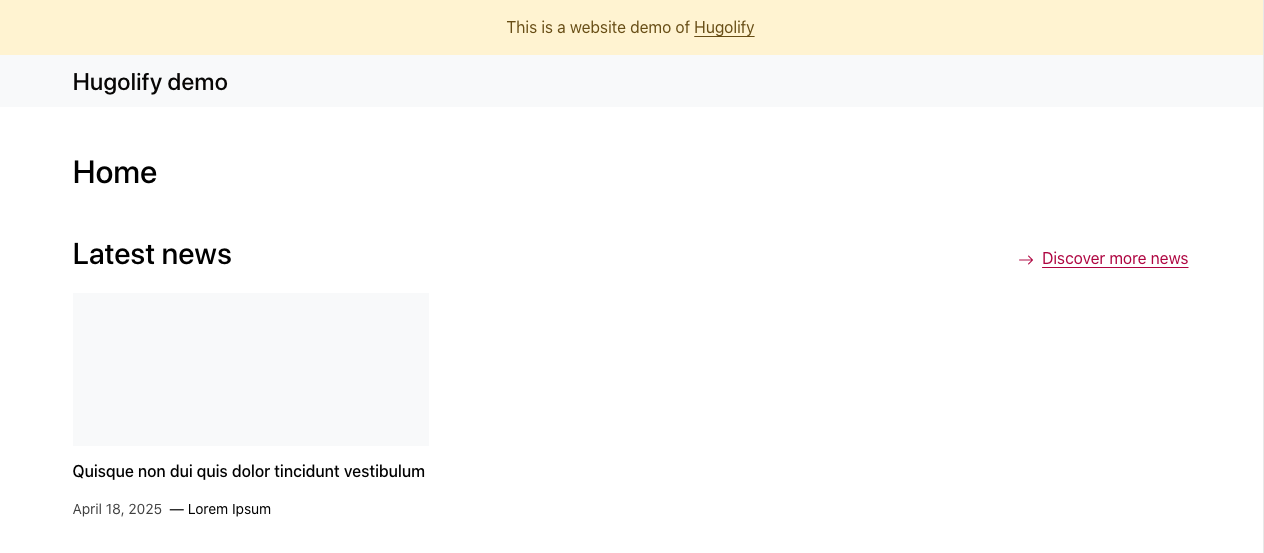 This is a website demo of Hugolify
Hugolify demo
Home
Latest news
→ Discover more news
Quisque non dui quis dolor tincidunt vestibulum
April 18, 2025 — Lorem Ipsum